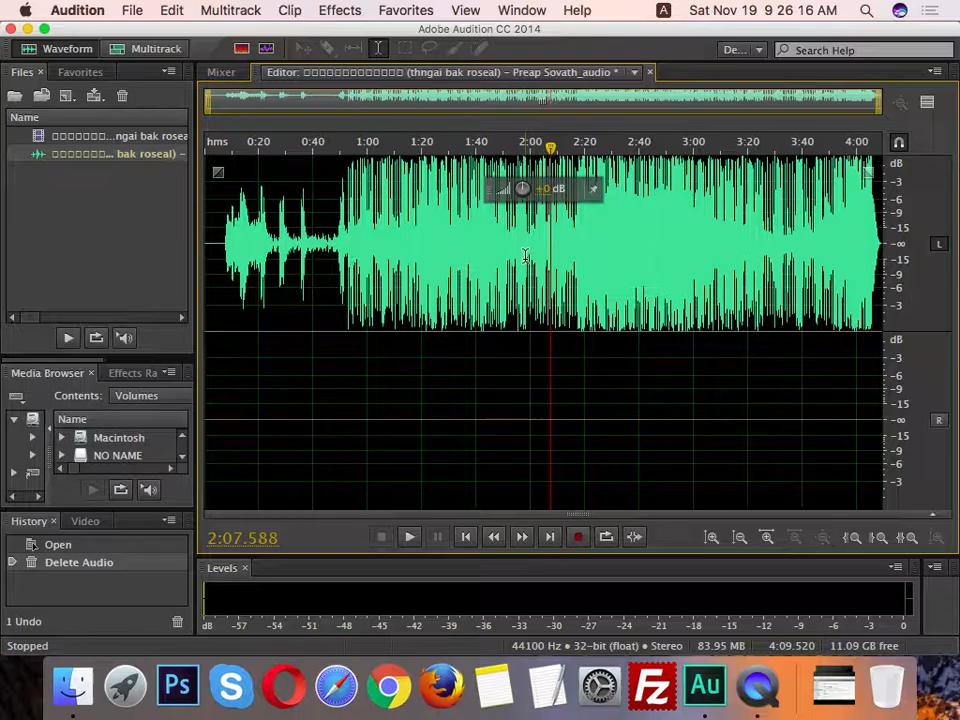 Audition File Edit Multitrack Clip Effects Favorites View Window Help A Sat Nov 19 9 26 16 AM
Adobe Audition CC 2014
Waveform Multitrack De... Search Help
Files × Favorites Mixer Editor: □□□□□□□□□□□□□ (thngai bak roseal) – Preap Sovath_audio * ×
Name
□□□□□□□...ngai bak rosea
□□□□□□□... bak roseal) –
hms 0:20 0:40 1:00 1:20 1:40 2:00 2:20 2:40 3:00 3:20 3:40 4:00
dB
-3
+0 dB
-6
-9
-15
-∞ L
-15
-9
-6
-3
dB
-3
-6
-9
-15
-∞ R
-15
-9
-6
-3
Media Browser × Effects Ra
Contents: Volumes
Name
Macintosh
NO NAME
History × Video
Open
Delete Audio
1 Undo
2:07.588
Levels ×
dB -57 -54 -51 -48 -45 -42 -39 -36 -33 -30 -27 -24 -21 -18 -15 -12 -9 -6 -3 0
Stopped 44100 Hz • 32-bit (float) • Stereo 83.95 MB 4:09.520 11.09 GB free
Ps Fz Au